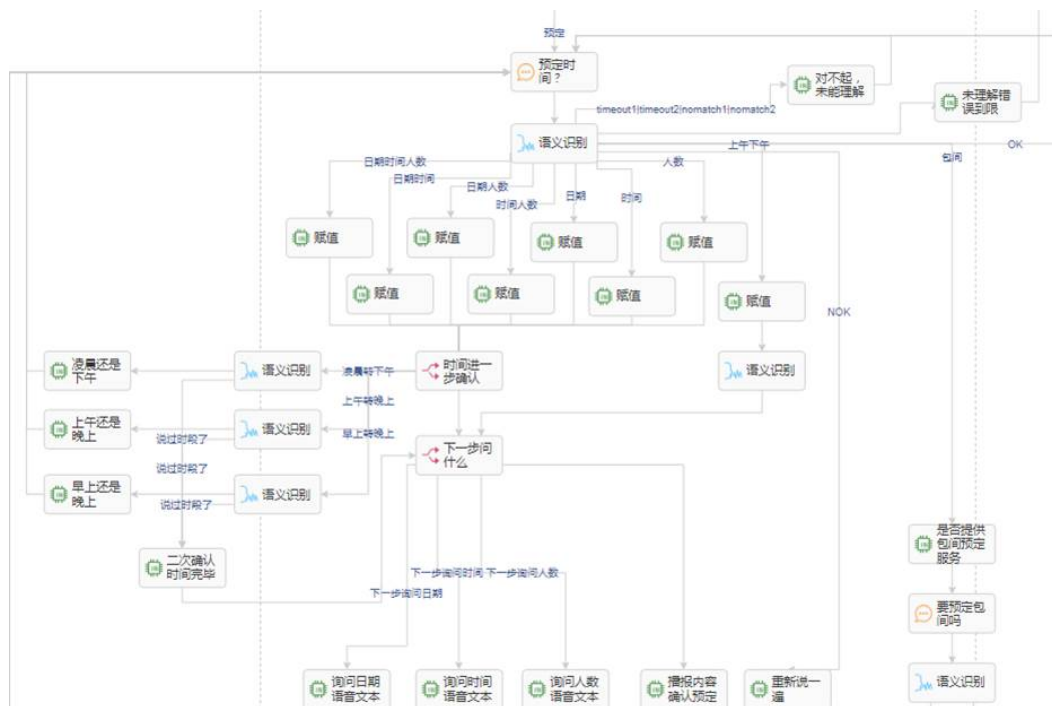 预定
预定时
间？
对不起，
未能理解
未理解错
误到限
timeout1|timeout2|nomatch1|nomatch2
语义识别
上午下午
包间
OK
日期时间人数
日期时间
日期人数
时间人数
日期
时间
人数
赋值
赋值
赋值
赋值
赋值
赋值
赋值
赋值
NOK
凌晨还是
下午
语义识别
凌晨转下午
时间进一
步确认
语义识别
上午转晚上
上午还是
晚上
说过时段了
语义识别
早上转晚上
下一步问
什么
说过时段了
早上还是
晚上
说过时段了
语义识别
是否提供
包间预定
服务
二次确认
时间完毕
下一步询问时间
下一步询问人数
下一步询问日期
要预定包
间吗
询问日期
语音文本
询问时间
语音文本
询问人数
语音文本
播报内容
确认预定
重新说一
遍
语义识别